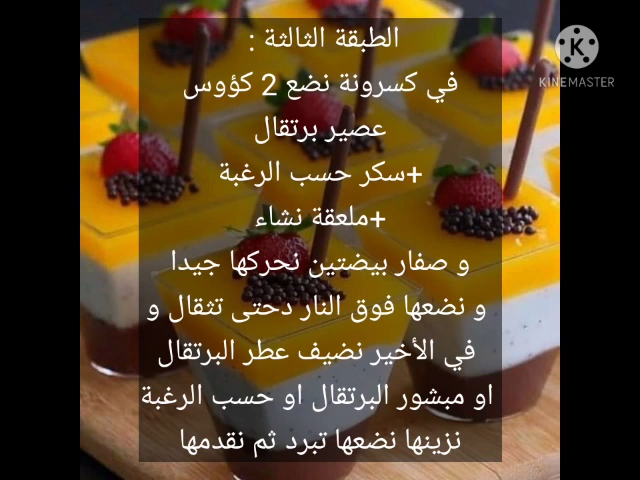 الطبقة الثالثة :
في كسرونة نضع 2 كؤوس
عصير برتقال
+سكر حسب الرغبة
+ملعقة نشاء
و صفار بيضتين نحركها جيدا
و نضعها فوق النار دحتى تثقال و
في الأخير نضيف عطر البرتقال
او مبشور البرتقال او حسب الرغبة
نزينها نضعها تبرد ثم نقدمها
KINEMASTER